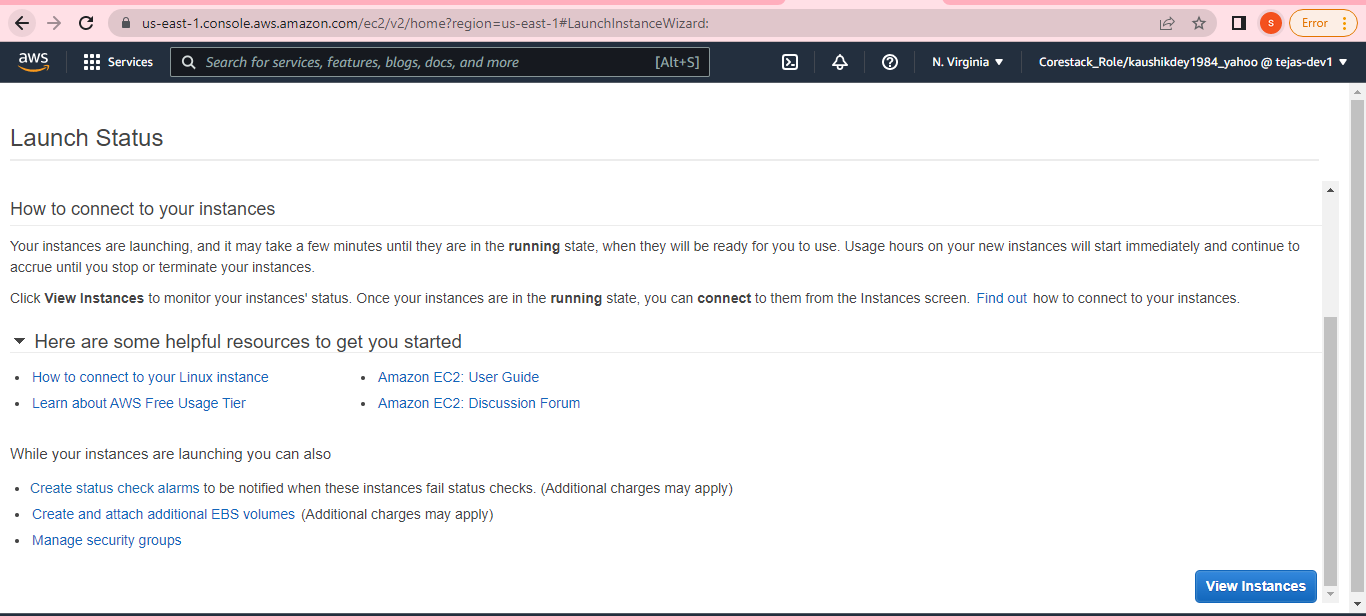 us-east-1.console.aws.amazon.com/ec2/v2/home?region=us-east-1#LaunchInstanceWizard:
S
Error
aws
Services
Search for services, features, blogs, docs, and more
[Alt+S]
N. Virginia
Corestack_Role/kaushikdey1984_yahoo @ tejas-dev1
Launch Status
How to connect to your instances
Your instances are launching, and it may take a few minutes until they are in the running state, when they will be ready for you to use. Usage hours on your new instances will start immediately and continue to
accrue until you stop or terminate your instances.
Click View Instances to monitor your instances' status. Once your instances are in the running state, you can connect to them from the Instances screen. Find out how to connect to your instances.
Here are some helpful resources to get you started
How to connect to your Linux instance
Amazon EC2: User Guide
Learn about AWS Free Usage Tier
Amazon EC2: Discussion Forum
While your instances are launching you can also
Create status check alarms to be notified when these instances fail status checks. (Additional charges may apply)
Create and attach additional EBS volumes (Additional charges may apply)
Manage security groups
View Instances